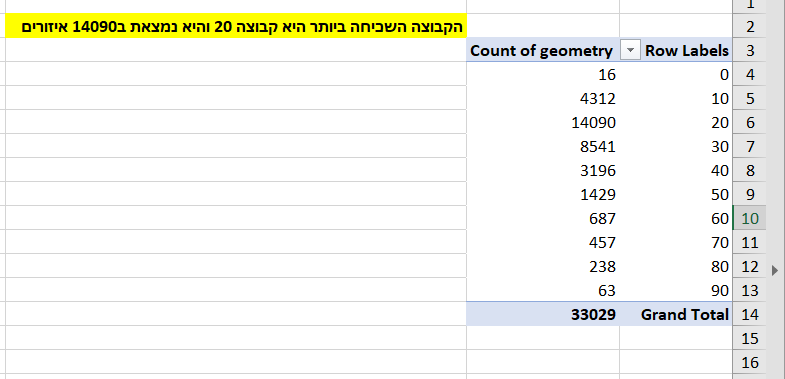 1
הקבוצה השכיחה ביותר היא קבוצה 20 והיא נמצאת ב14090 איזורים 2
Count of geometry Row Labels 3
16 0 4
4312 10 5
14090 20 6
8541 30 7
3196 40 8
1429 50 9
687 60 10
457 70 11
238 80 12
63 90 13
33029 Grand Total 14
15
16